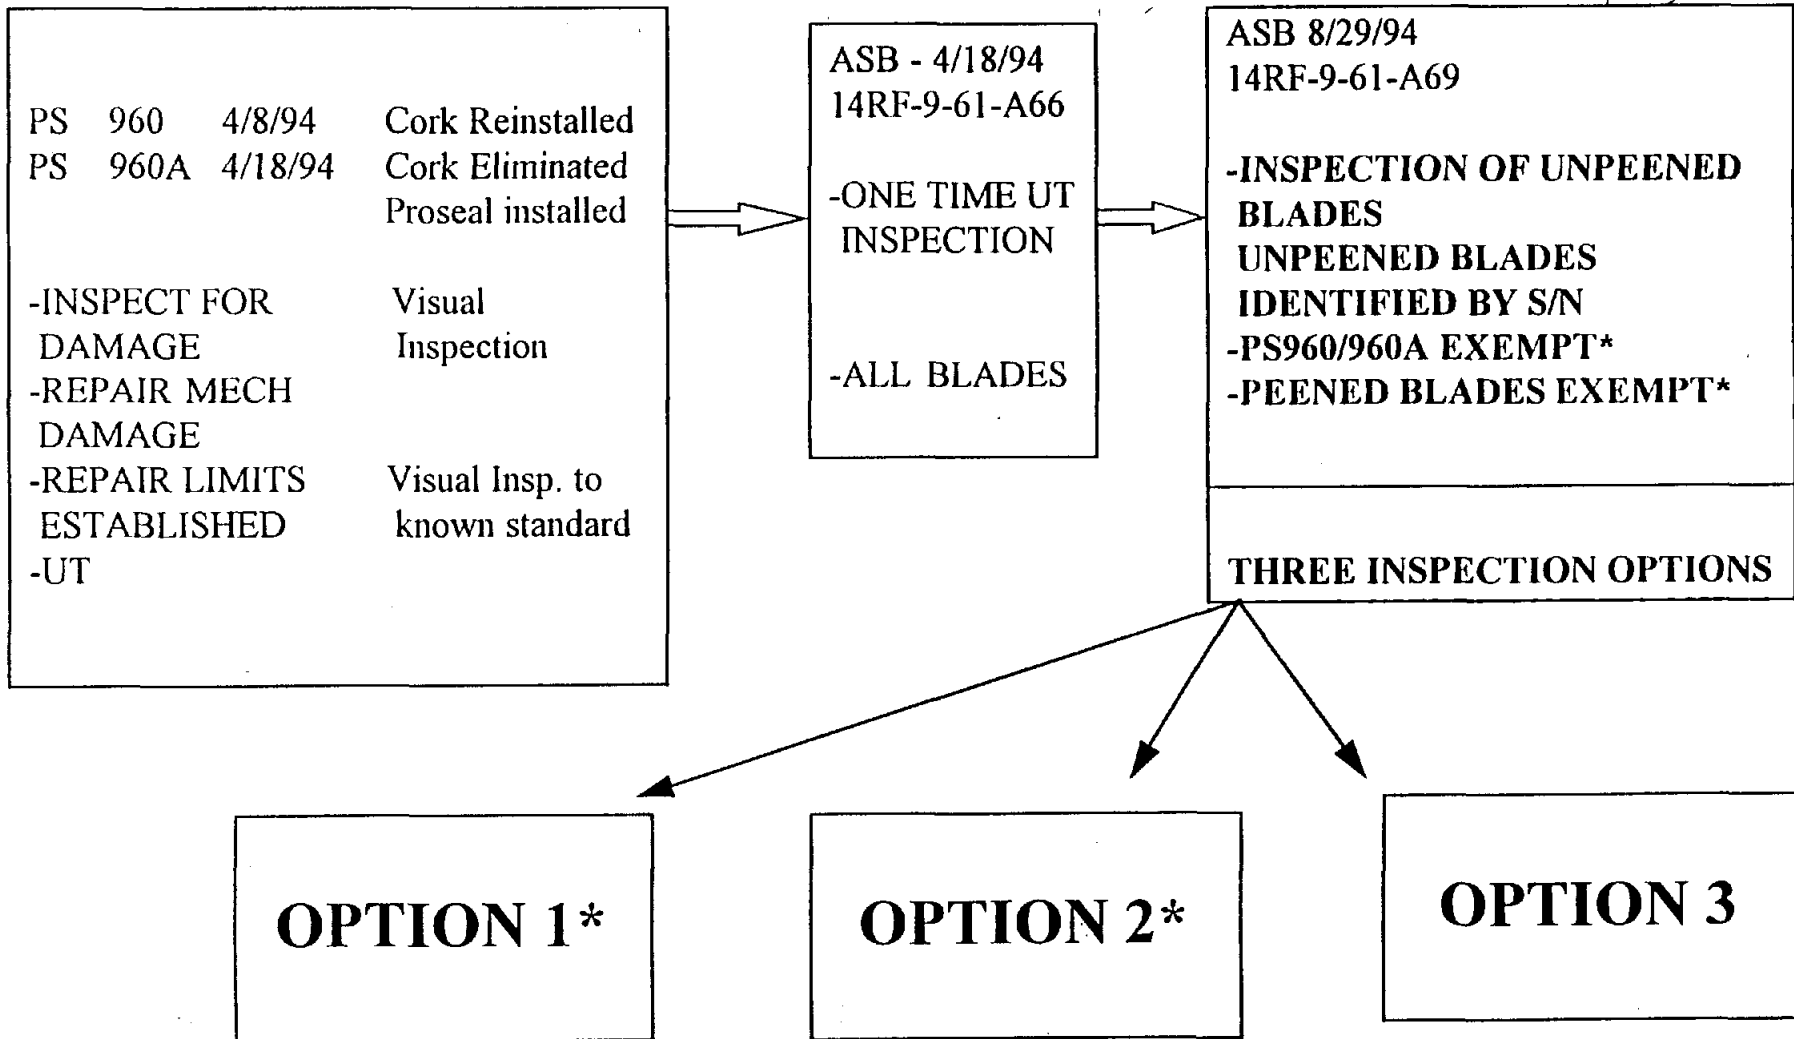 PS 960 4/8/94 Cork Reinstalled
PS 960A 4/18/94 Cork Eliminated
Proseal installed
-INSPECT FOR Visual
DAMAGE Inspection
-REPAIR MECH
DAMAGE
-REPAIR LIMITS Visual Insp. to
ESTABLISHED known standard
-UT
ASB - 4/18/94
14RF-9-61-A66
-ONE TIME UT
INSPECTION
-ALL BLADES
ASB 8/29/94
14RF-9-61-A69
-INSPECTION OF UNPEENED
BLADES
UNPEENED BLADES
IDENTIFIED BY S/N
-PS960/960A EXEMPT*
-PEENED BLADES EXEMPT*
THREE INSPECTION OPTIONS
OPTION 1*
OPTION 2*
OPTION 3